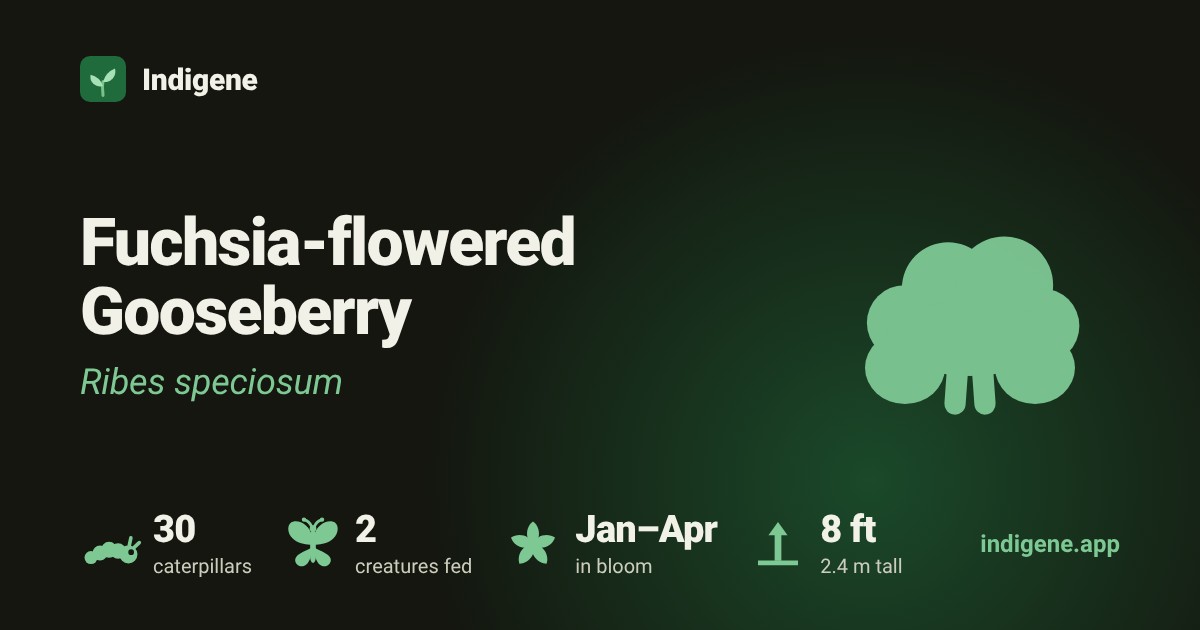 Indigene
Fuchsia-flowered
Gooseberry
Ribes speciosum
30
caterpillars
2
creatures fed
Jan–Apr
in bloom
8 ft
2.4 m tall
indigene.app